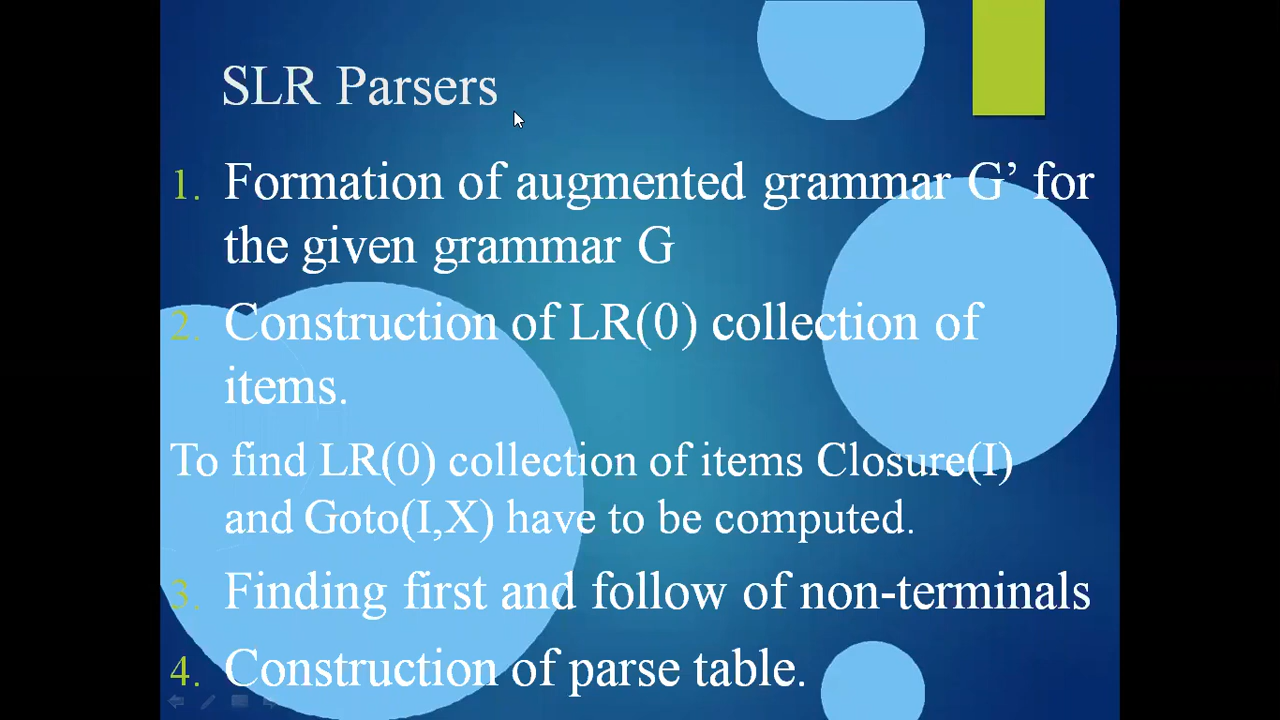 SLR Parsers
1. Formation of augmented grammar G’ for
the given grammar G
2. Construction of LR(0) collection of
items.
To find LR(0) collection of items Closure(I)
and Goto(I,X) have to be computed.
3. Finding first and follow of non-terminals
4. Construction of parse table.